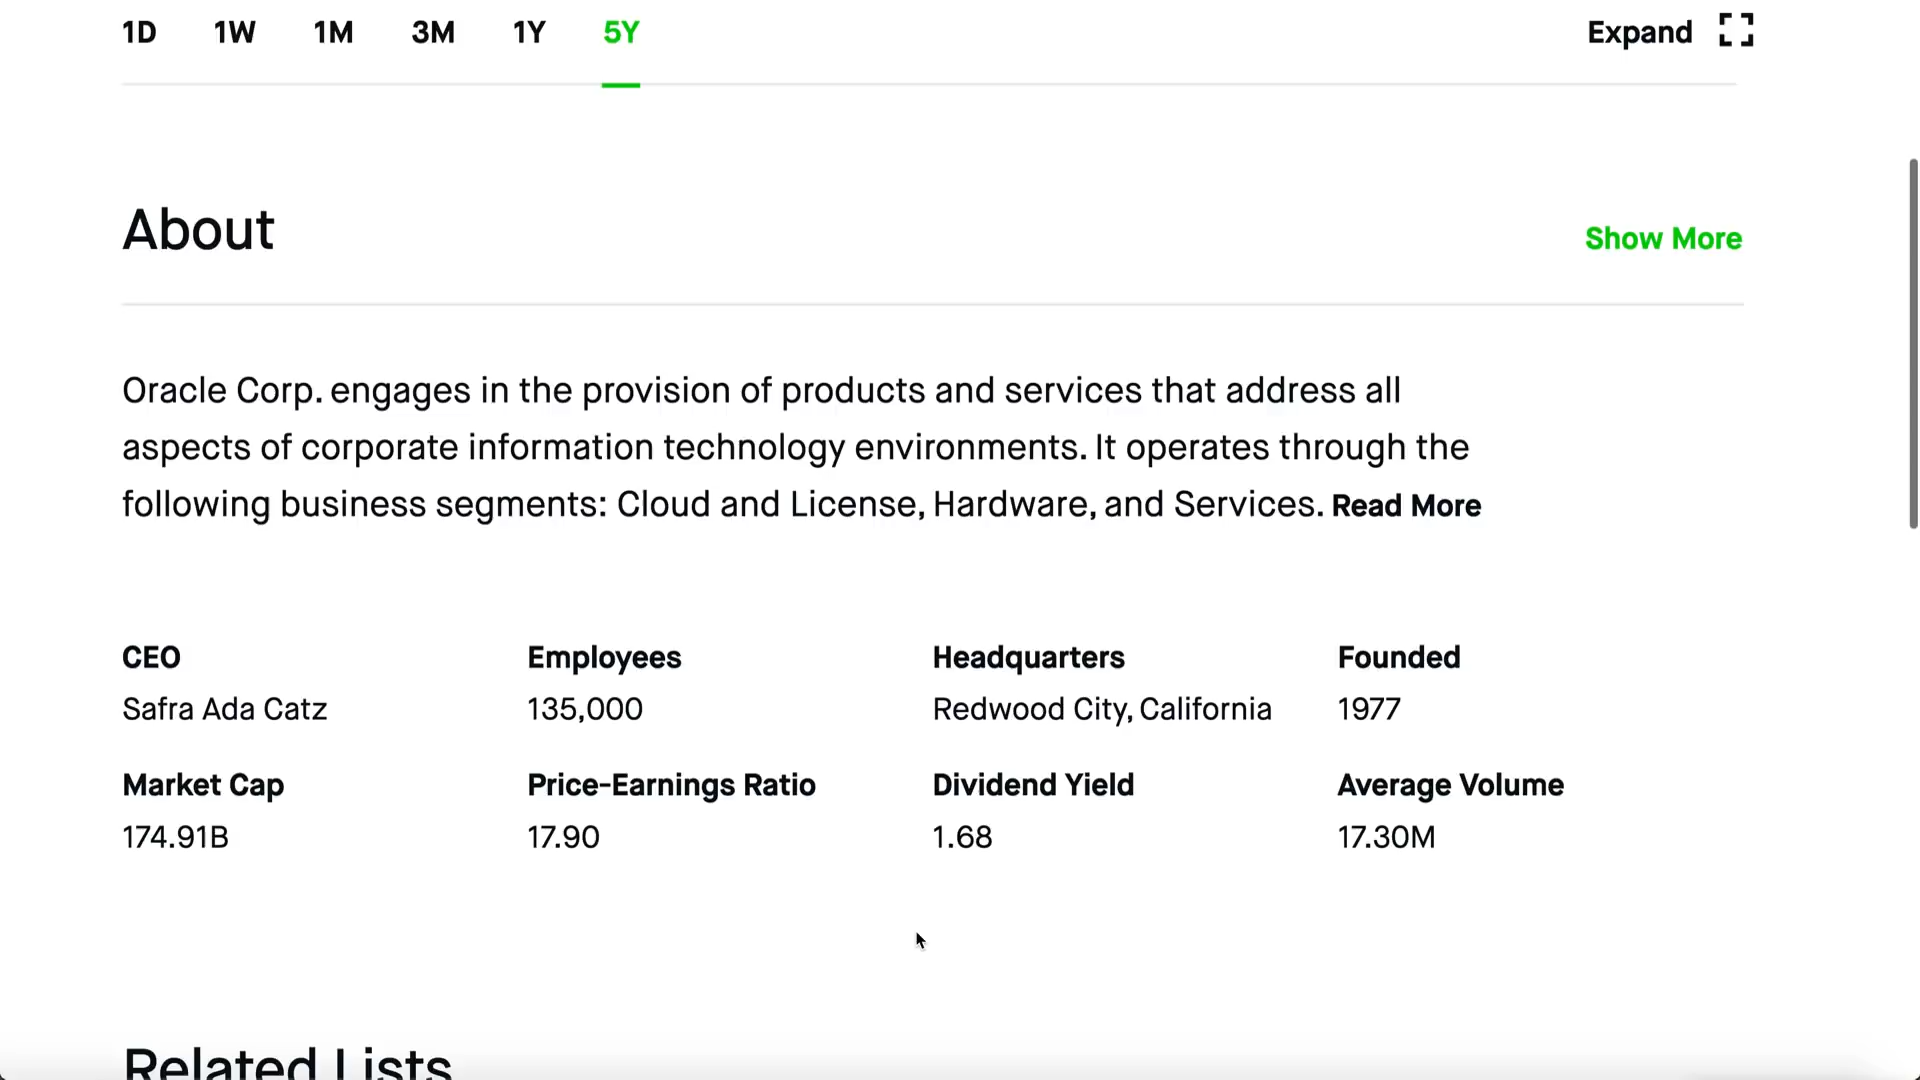 1D 1W 1M 3M 1Y 5Y Expand
About Show More
Oracle Corp. engages in the provision of products and services that address all
aspects of corporate information technology environments. It operates through the
following business segments: Cloud and License, Hardware, and Services. Read More
CEO Employees Headquarters Founded
Safra Ada Catz 135,000 Redwood City, California 1977
Market Cap Price-Earnings Ratio Dividend Yield Average Volume
174.91B 17.90 1.68 17.30M
Related Lists